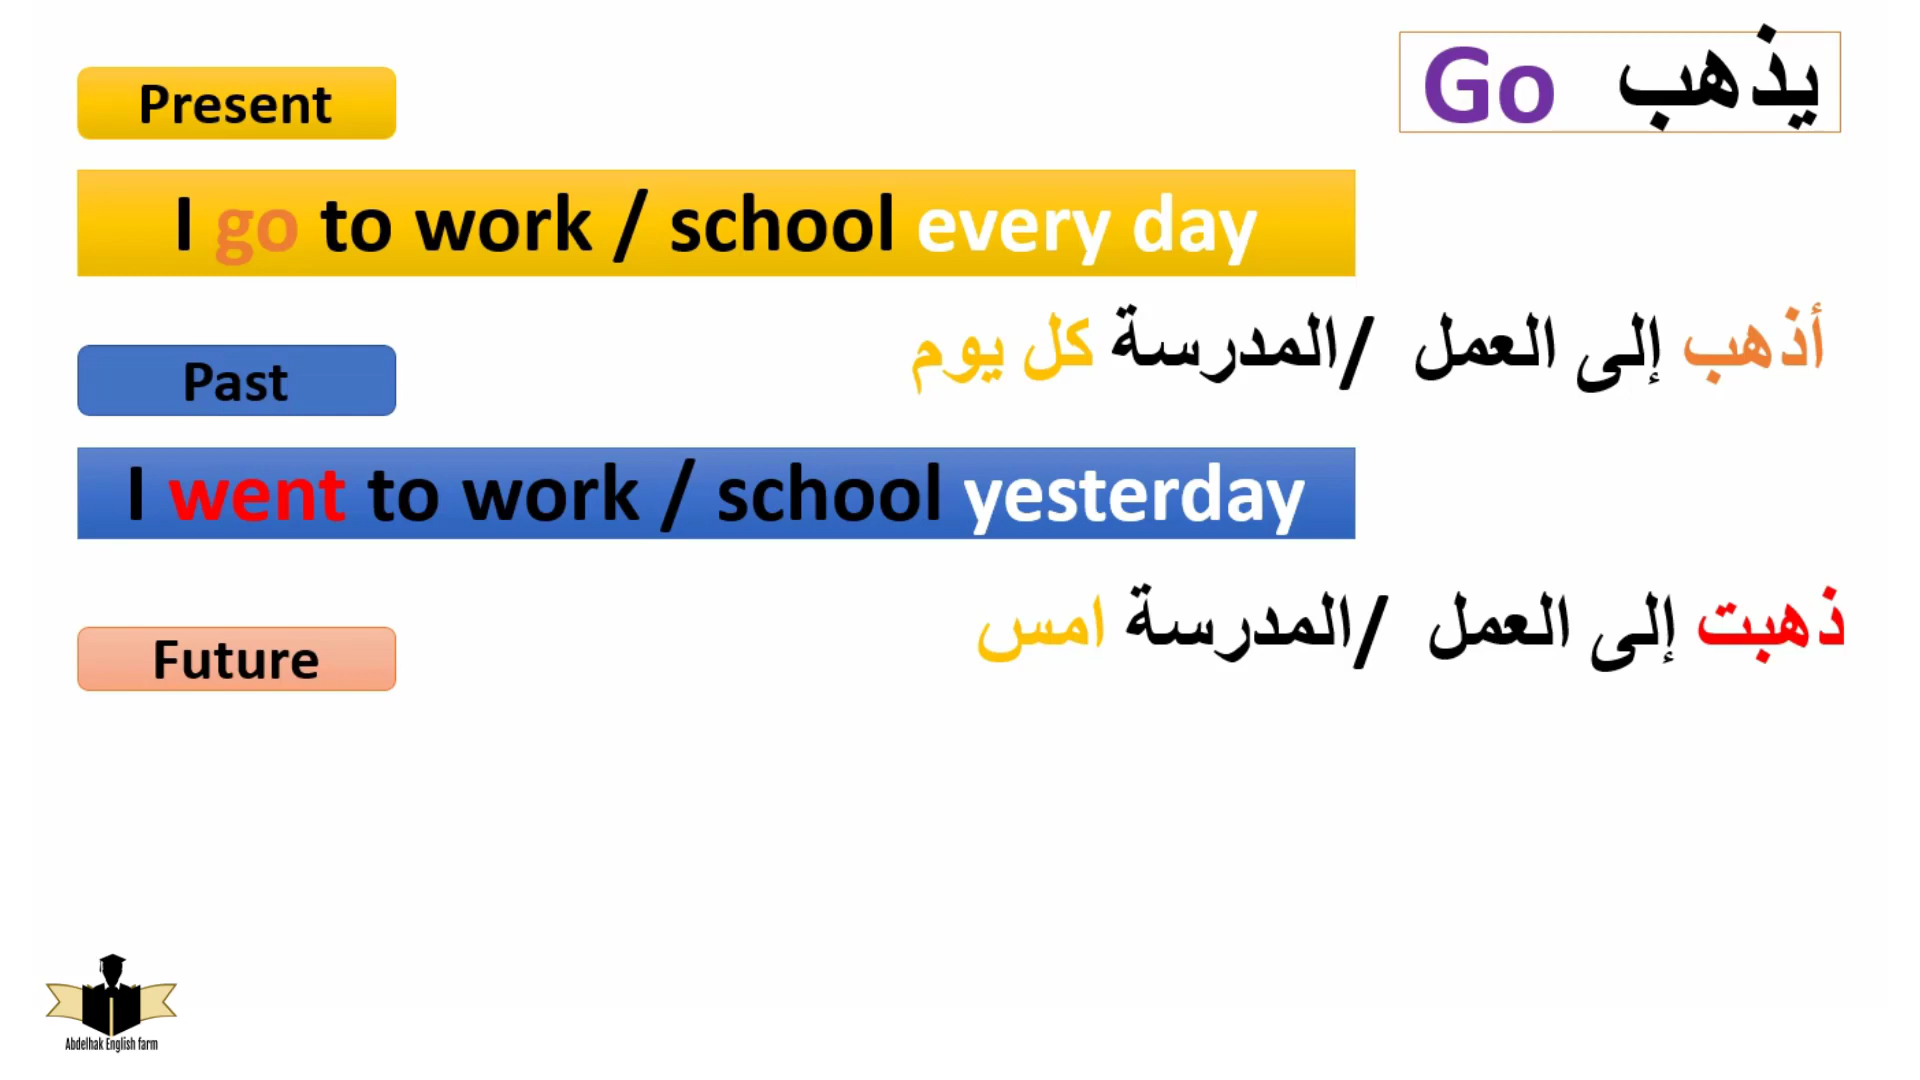 Go يذهب
Present
I go to work / school every day
أذهب إلى العمل /المدرسة كل يوم
Past
I went to work / school yesterday
ذهبت إلى العمل /المدرسة امس
Future
Abdelhak English farm